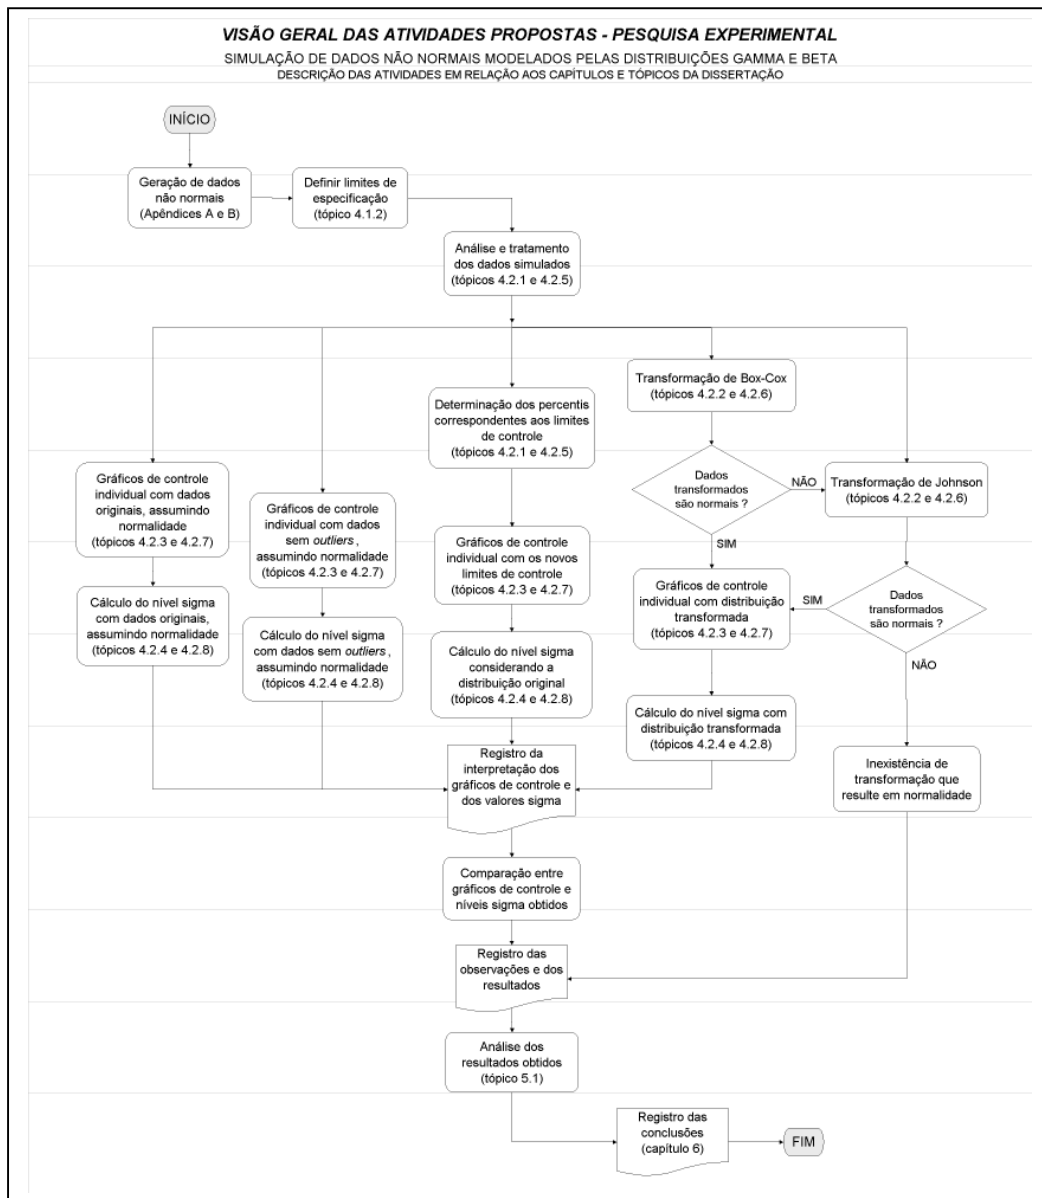 VISÃO GERAL DAS ATIVIDADES PROPOSTAS - PESQUISA EXPERIMENTAL
SIMULAÇÃO DE DADOS NÃO NORMAIS MODELADOS PELAS DISTRIBUIÇÕES GAMMA E BETA
DESCRIÇÃO DAS ATIVIDADES EM RELAÇÃO AOS CAPÍTULOS E TÓPICOS DA DISSERTAÇÃO
INÍCIO
Geração de dados
não normais
(Apêndices A e B)
Definir limites de
especificação
(tópico 4.1.2)
Análise e tratamento
dos dados simulados
(tópicos 4.2.1 e 4.2.5)
Gráficos de controle
individual com dados
originais, assumindo
normalidade
(tópicos 4.2.3 e 4.2.7)
Cálculo do nível sigma
com dados originais,
assumindo normalidade
(tópicos 4.2.4 e 4.2.8)
Gráficos de controle
individual com dados
sem outliers,
assumindo normalidade
(tópicos 4.2.3 e 4.2.7)
Cálculo do nível sigma
com dados sem outliers,
assumindo normalidade
(tópicos 4.2.4 e 4.2.8)
Determinação dos percentis
correspondentes aos limites
de controle
(tópicos 4.2.1 e 4.2.5)
Gráficos de controle
individual com os novos
limites de controle
(tópicos 4.2.3 e 4.2.7)
Cálculo do nível sigma
considerando a
distribuição original
(tópicos 4.2.4 e 4.2.8)
Transformação de Box-Cox
(tópicos 4.2.2 e 4.2.6)
Dados
transformados
são normais ?
NÃO
SIM
Transformação de Johnson
(tópicos 4.2.2 e 4.2.6)
Dados
transformados
são normais ?
SIM
NÃO
Gráficos de controle
individual com distribuição
transformada
(tópicos 4.2.3 e 4.2.7)
Cálculo do nível sigma com
distribuição transformada
(tópicos 4.2.4 e 4.2.8)
Inexistência de
transformação que
resulte em normalidade
Registro da
interpretação dos
gráficos de controle e
dos valores sigma
Comparação entre
gráficos de controle e
níveis sigma obtidos
Registro das
observações e dos
resultados
Análise dos
resultados obtidos
(tópico 5.1)
Registro das
conclusões
(capítulo 6)
FIM